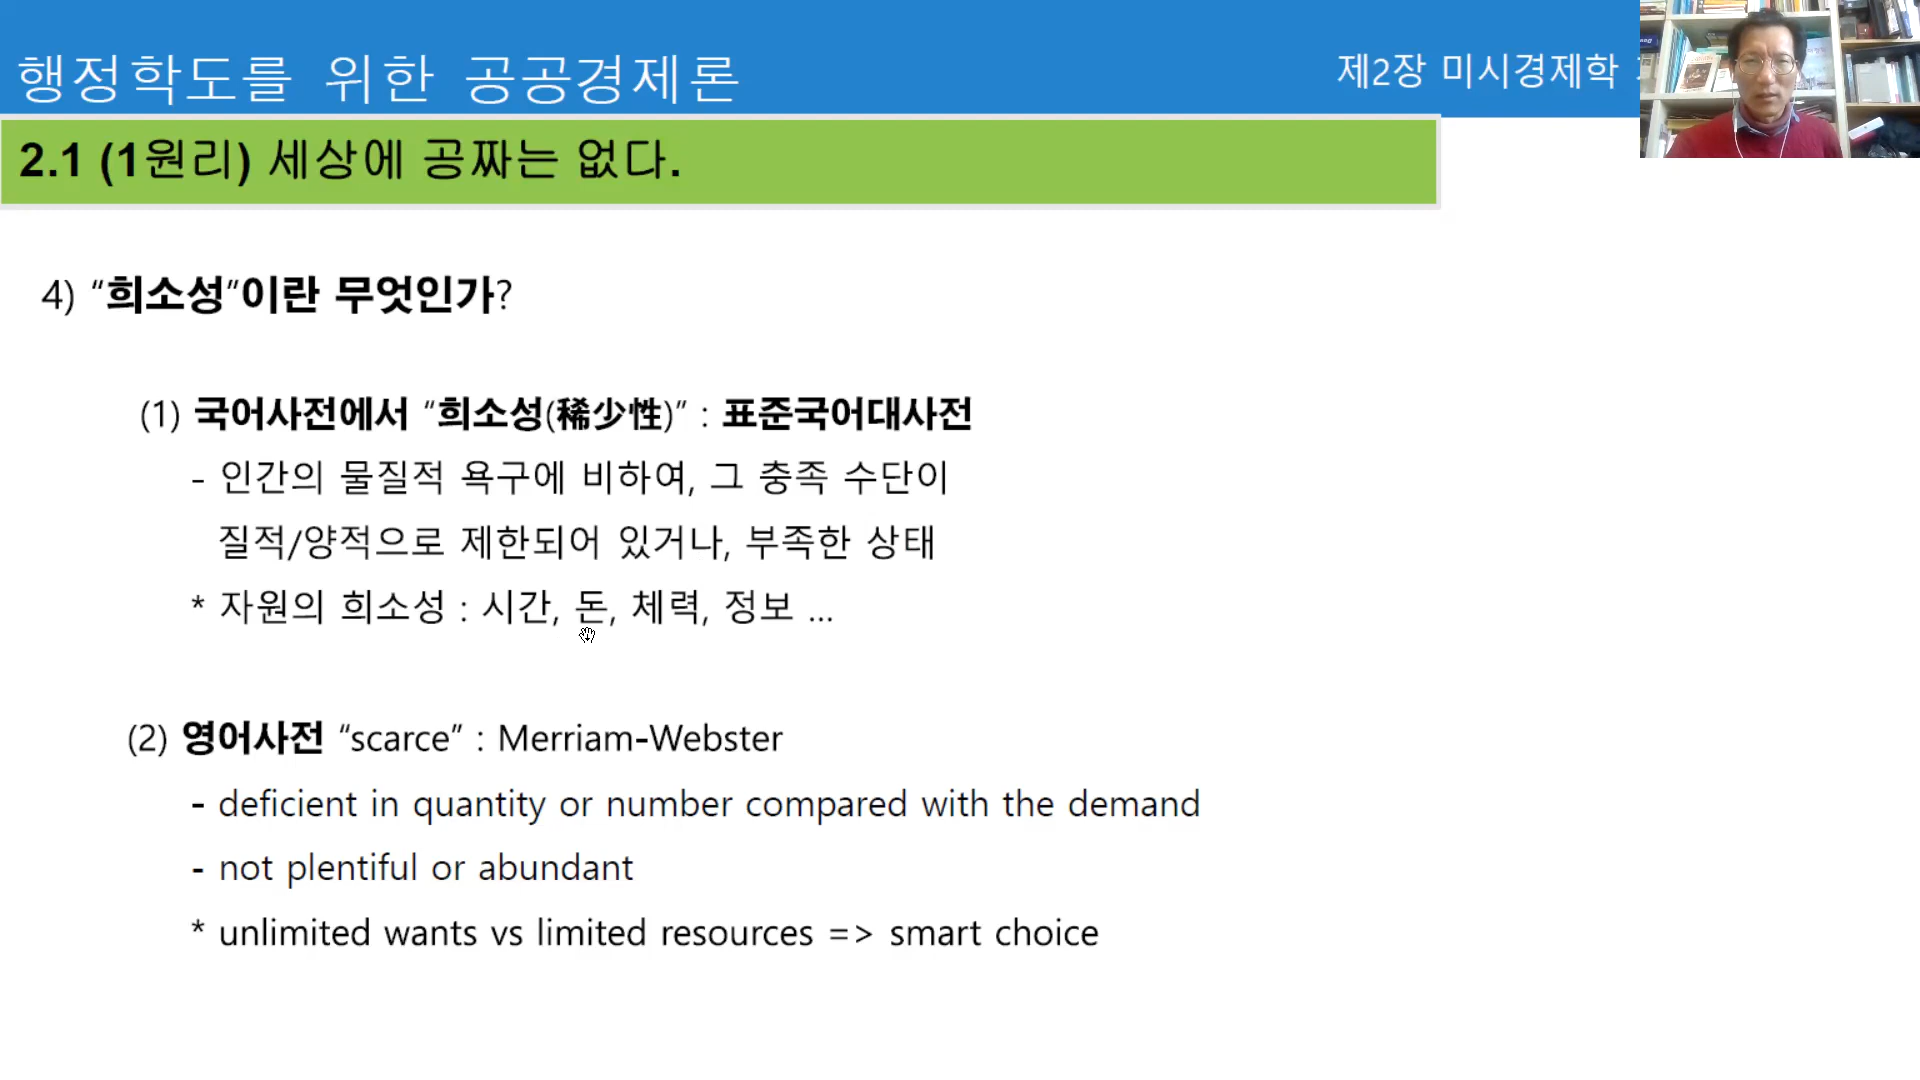 행정학도를 위한 공공경제론
제2장 미시경제학
2.1 (1원리) 세상에 공짜는 없다.
4) “희소성”이란 무엇인가?
(1) 국어사전에서 “희소성(稀少性)” : 표준국어대사전
- 인간의 물질적 욕구에 비하여, 그 충족 수단이
질적/양적으로 제한되어 있거나, 부족한 상태
* 자원의 희소성 : 시간, 돈, 체력, 정보 ...
(2) 영어사전 “scarce” : Merriam-Webster
- deficient in quantity or number compared with the demand
- not plentiful or abundant
* unlimited wants vs limited resources => smart choice